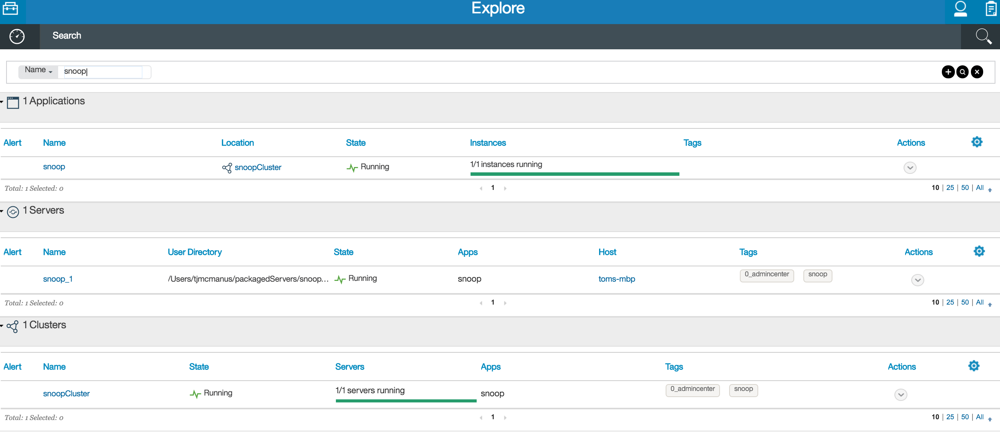 Explore
Search
Name snoop
1 Applications
Alert Name Location State Instances Tags Actions
snoop snoopCluster Running 1/1 instances running
Total: 1 Selected: 0 1 10 | 25 | 50 | All
1 Servers
Alert Name User Directory State Apps Host Tags Actions
snoop_1 /Users/tjmcmanus/packagedServers/snoop... Running snoop toms-mbp 0_admincenter snoop
Total: 1 Selected: 0 1 10 | 25 | 50 | All
1 Clusters
Alert Name State Servers Apps Tags Actions
snoopCluster Running 1/1 servers running snoop 0_admincenter snoop
Total: 1 Selected: 0 1 10 | 25 | 50 | All